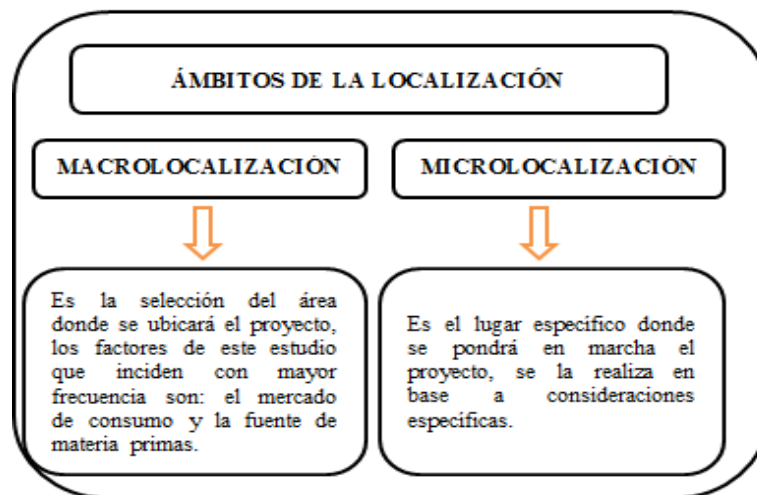 ÁMBITOS DE LA LOCALIZACIÓN
MACROLOCALIZACIÓN
MICROLOCALIZACIÓN
Es la selección del área
donde se ubicará el proyecto,
los factores de este estudio
que inciden con mayor
frecuencia son: el mercado
de consumo y la fuente de
materia primas.
Es el lugar específico donde
se pondrá en marcha el
proyecto, se la realiza en
base a consideraciones
específicas.